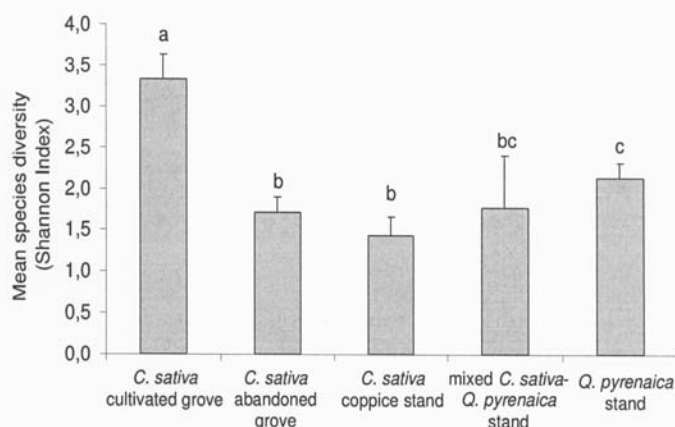 Mean species diversity
(Shannon Index)
4,0
3,5
3,0
2,5
2,0
1,5
1,0
0,5
0,0
a
b
b
bc
c
C. sativa
cultivated grove
C. sativa
abandoned
grove
C. sativa
coppice stand
mixed C. sativa-
Q. pyrenaica
stand
Q. pyrenaica
stand